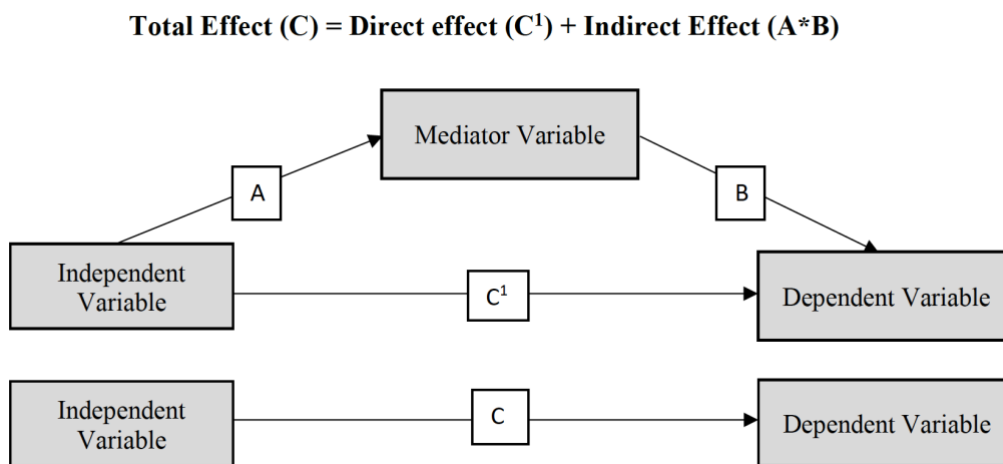 Total Effect (C) = Direct effect (C¹) + Indirect Effect (A*B)
Mediator Variable
A
B
Independent
Variable
C¹
Dependent Variable
Independent
Variable
C
Dependent Variable